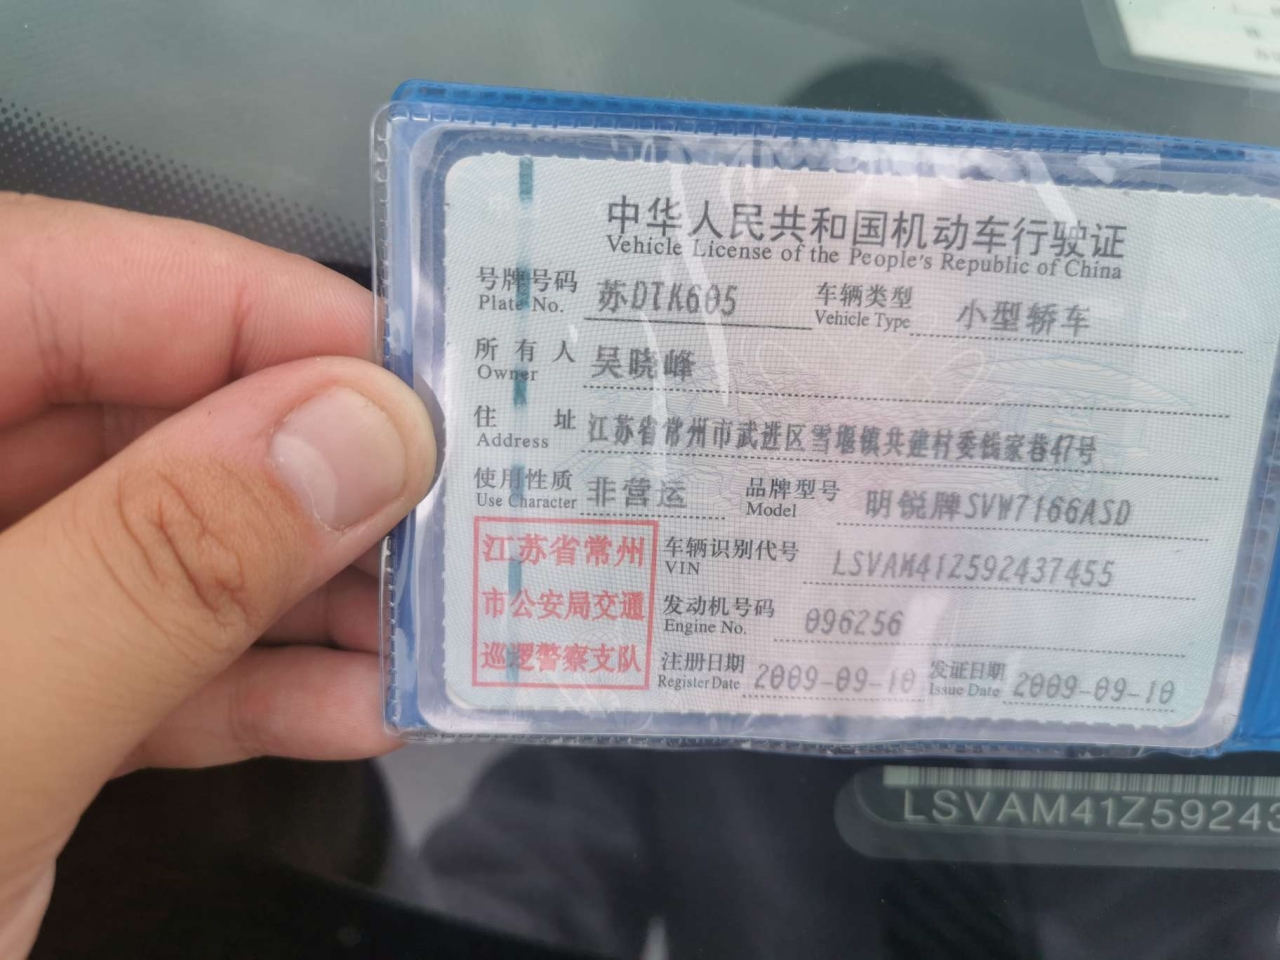 中华人民共和国机动车行驶证
Vehicle License of the People's Republic of China
号牌号码 苏DTK605 车辆类型 小型轿车
Plate No. Vehicle Type
所有人 吴晓峰
Owner
住址 江苏省常州市武进区雪堰镇共建村委钱家巷47号
Address
使用性质 非营运 品牌型号 明锐牌SVW7166ASD
Use Character Model
江苏省常州
市公安局交通
巡逻警察支队
车辆识别代号 LSVAM41Z592437455
VIN
发动机号码 096256
Engine No.
注册日期 2009-09-10 发证日期 2009-09-10
Register Date Issue Date
LSVAM41Z59243